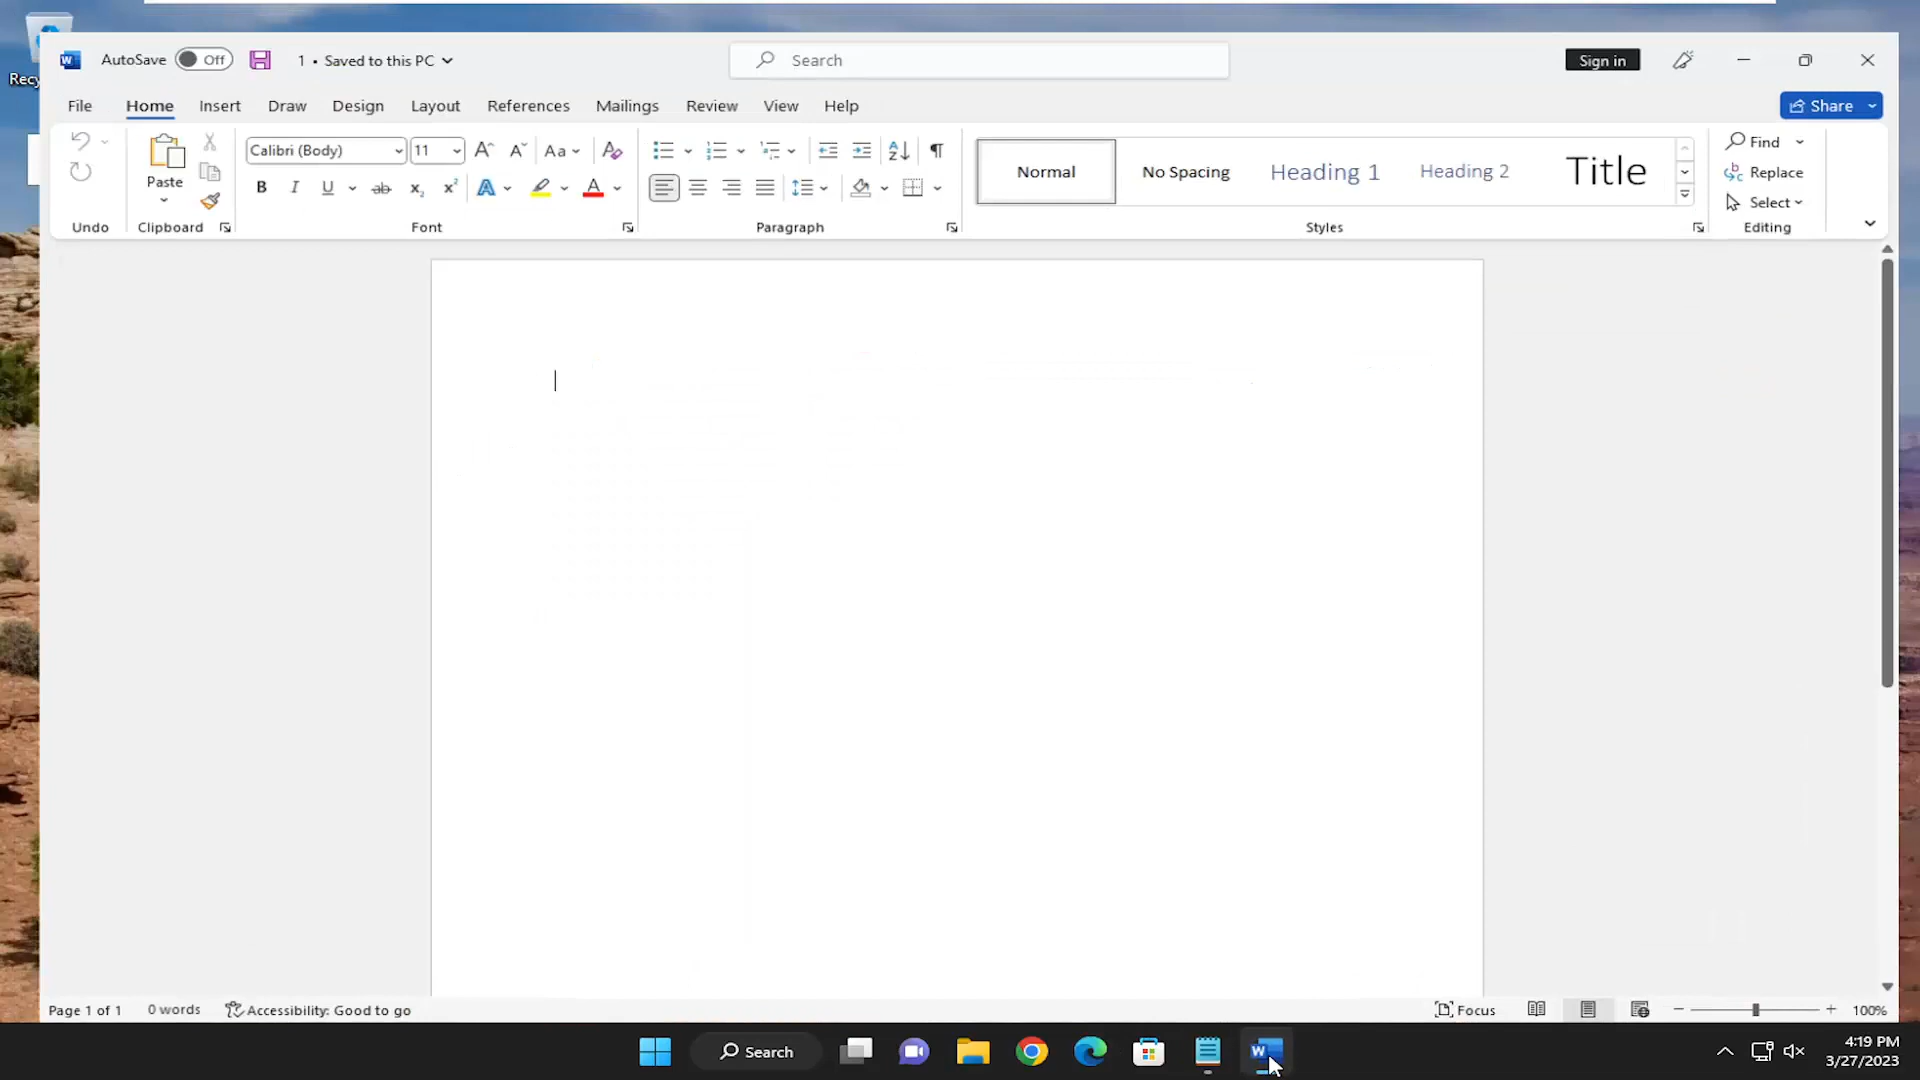 Recy
AutoSave Off 1 • Saved to this PC Search Sign in
File Home Insert Draw Design Layout References Mailings Review View Help Share
Paste
Calibri (Body) 11 Aa
B I U ab x₂ x² A A
Normal No Spacing Heading 1 Heading 2 Title
Find
Replace
Select
Undo Clipboard Font Paragraph Styles Editing
Page 1 of 1 0 words Accessibility: Good to go Focus 100%
Search
4:19 PM
3/27/2023